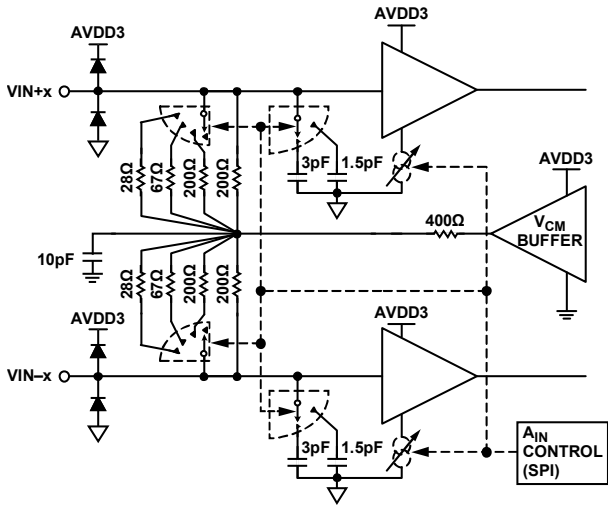 AVDD3
AVDD3
VIN+x
3pF
1.5pF
28Ω
67Ω
200Ω
200Ω
AVDD3
400Ω
VCM
BUFFER
10pF
28Ω
67Ω
200Ω
200Ω
AVDD3
AVDD3
VIN–x
3pF
1.5pF
AIN
CONTROL
(SPI)